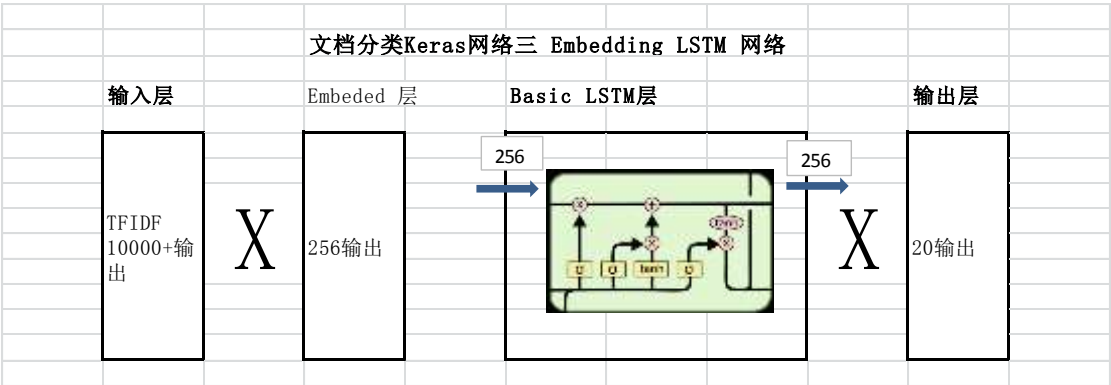 文档分类Keras网络三 Embedding LSTM 网络
输入层
Embeded 层
Basic LSTM层
输出层
256
256
TFIDF
10000+输
出
X
256输出
X
20输出
x
+
tanh
x
x
σ
σ
tanh
σ